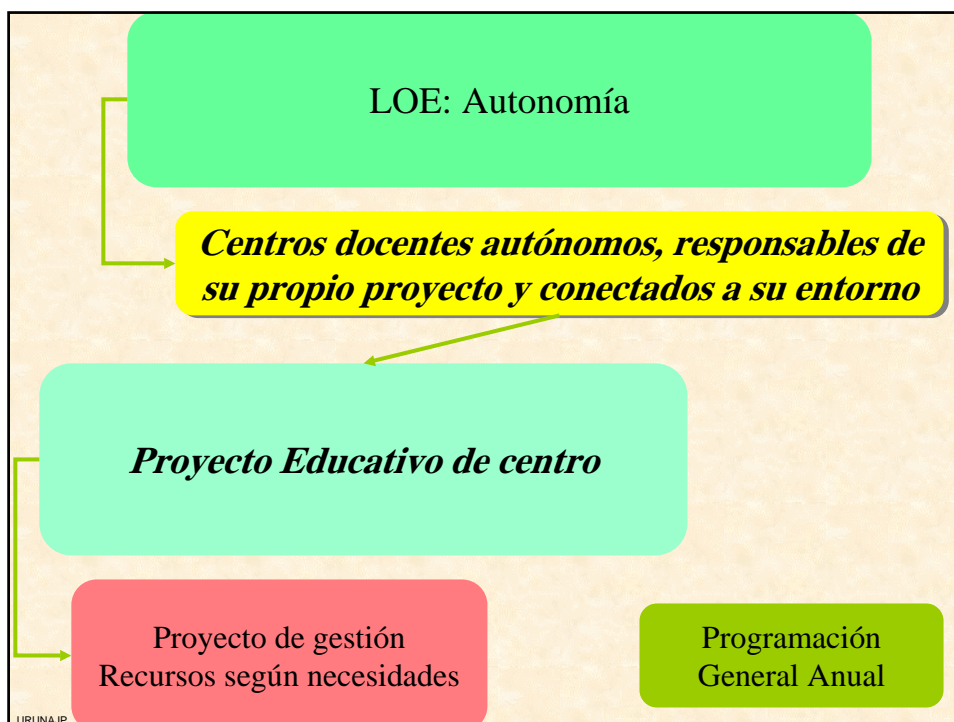 LOE: Autonomía
Centros docentes autónomos, responsables de
su propio proyecto y conectados a su entorno
Proyecto Educativo de centro
Proyecto de gestión
Recursos según necesidades
Programación
General Anual
URUNAJP